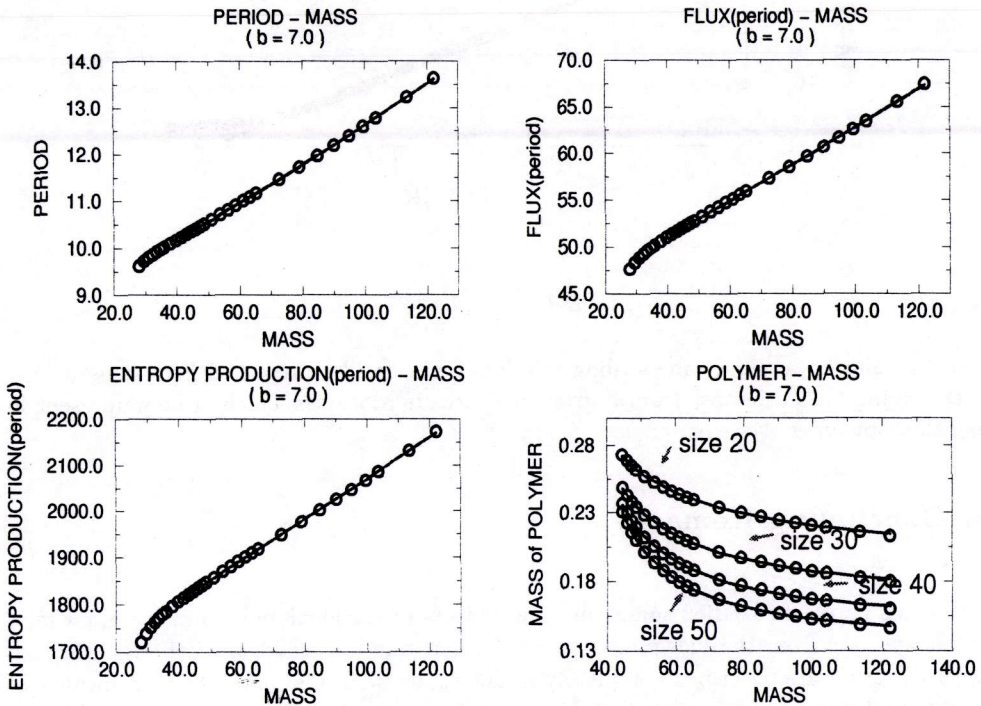 PERIOD – MASS
( b = 7.0 )
14.0
13.0
12.0
11.0
10.0
9.0
PERIOD
20.0 40.0 60.0 80.0 100.0 120.0
MASS
FLUX(period) – MASS
( b = 7.0 )
70.0
65.0
60.0
55.0
50.0
45.0
FLUX(period)
20.0 40.0 60.0 80.0 100.0 120.0
MASS
ENTROPY PRODUCTION(period) – MASS
( b = 7.0 )
2200.0
2100.0
2000.0
1900.0
1800.0
1700.0
ENTROPY PRODUCTION(period)
20.0 40.0 60.0 80.0 100.0 120.0
MASS
POLYMER – MASS
( b = 7.0 )
0.28
0.23
0.18
0.13
MASS of POLYMER
size 20
size 30
size 40
size 50
40.0 60.0 80.0 100.0 120.0 140.0
MASS